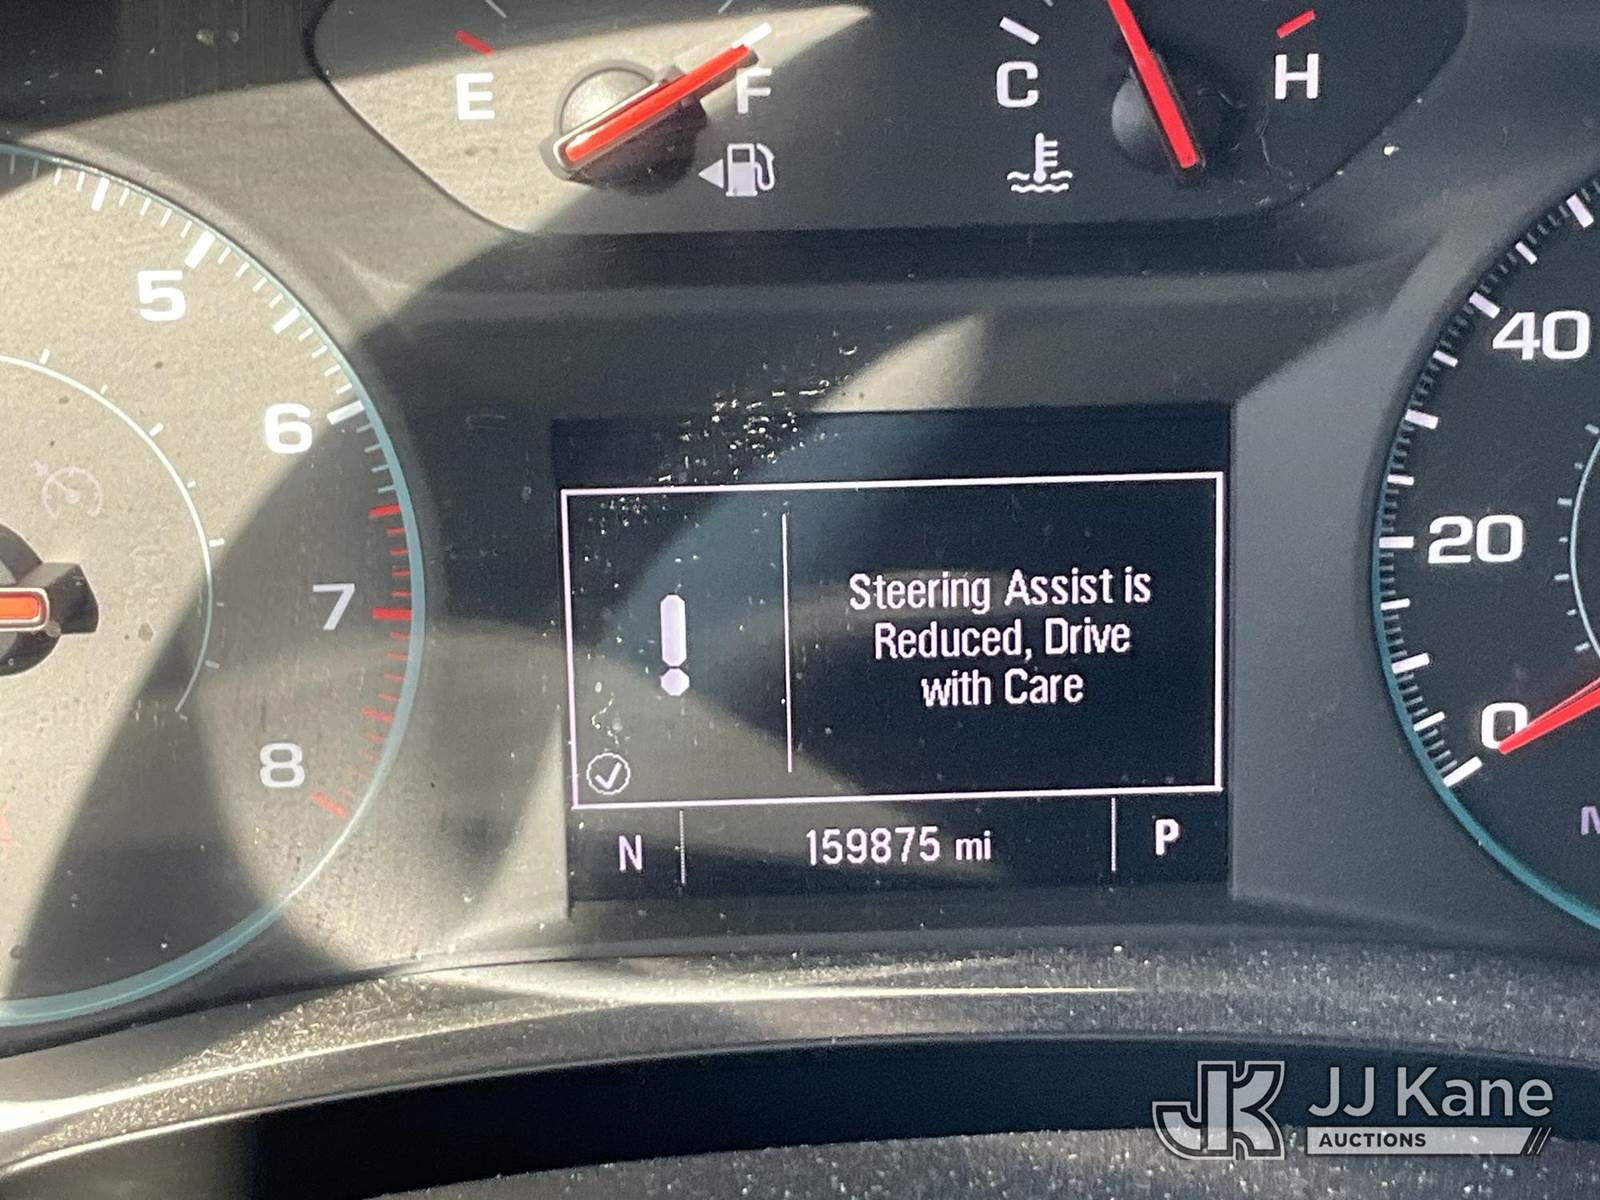 E F C H
5
6
7
8
40
20
0
Steering Assist is
Reduced, Drive
with Care
N 159875 mi P
JK JJ Kane
AUCTIONS